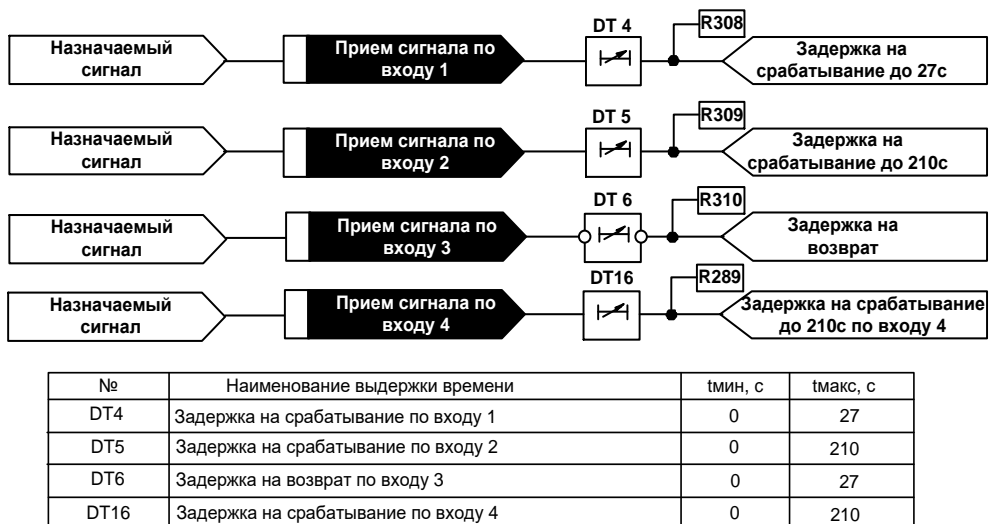 Назначаемый
сигнал
Прием сигнала по
входу 1
DT 4
R308
Задержка на
срабатывание до 27с
Назначаемый
сигнал
Прием сигнала по
входу 2
DT 5
R309
Задержка на
срабатывание до 210с
Назначаемый
сигнал
Прием сигнала по
входу 3
DT 6
R310
Задержка на
возврат
Назначаемый
сигнал
Прием сигнала по
входу 4
DT16
R289
Задержка на срабатывание
до 210с по входу 4
№ Наименование выдержки времени tмин, с tмакс, с
DT4 Задержка на срабатывание по входу 1 0 27
DT5 Задержка на срабатывание по входу 2 0 210
DT6 Задержка на возврат по входу 3 0 27
DT16 Задержка на срабатывание по входу 4 0 210